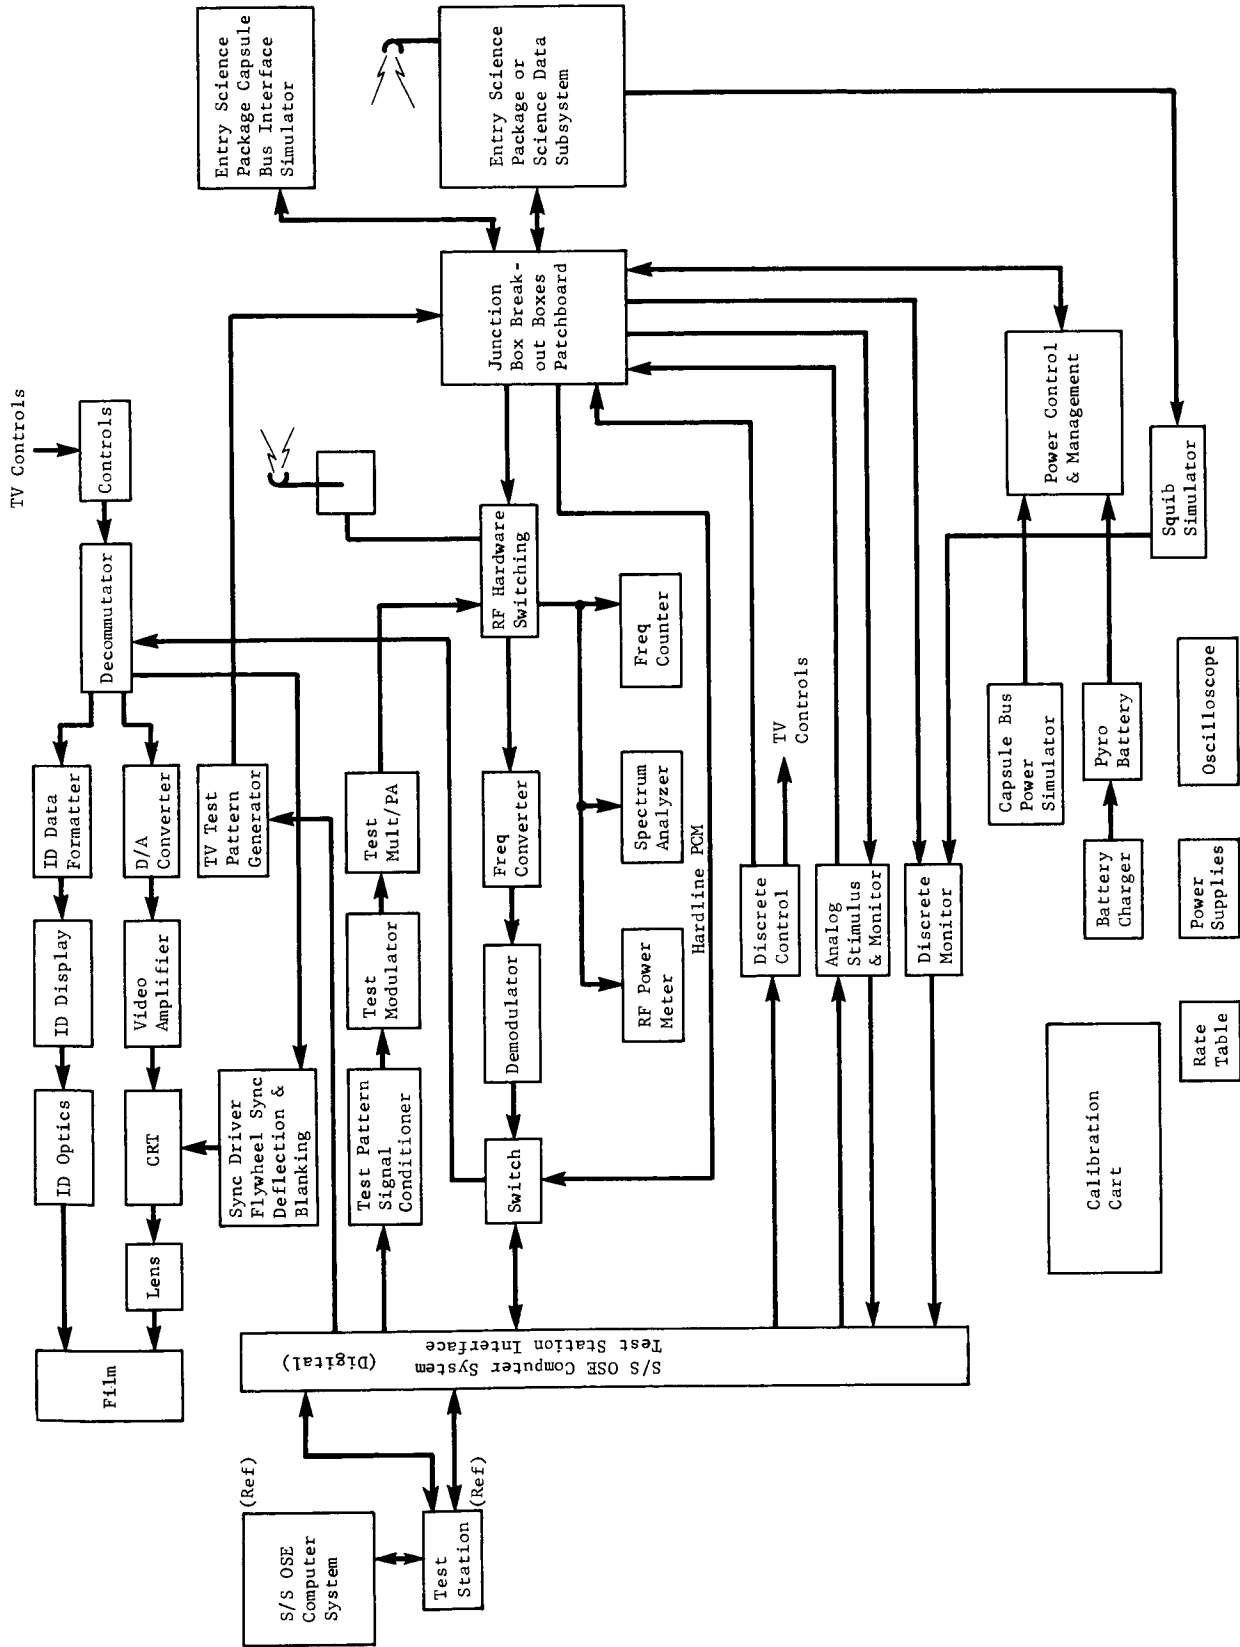 S/S OSE
Computer
System
(Ref)
Test
Station
(Ref)
S/S OSE Computer System
Test Station Interface
(Digital)
Film
ID Optics
ID Display
ID Data
Formatter
Decommutator
Controls
TV Controls
Lens
CRT
Video
Amplifier
D/A
Converter
Sync Driver
Flywheel Sync
Deflection &
Blanking
TV Test
Pattern
Generator
Entry Science
Package Capsule
Bus Interface
Simulator
Test Pattern
Signal
Conditioner
Test
Modulator
Test
Mult/PA
Switch
Demodulator
Freq
Converter
RF Hardware
Switching
Junction
Box Break-
out Boxes
Patchboard
Entry Science
Package or
Science Data
Subsystem
RF Power
Meter
Spectrum
Analyzer
Freq
Counter
Hardline PCM
Discrete
Control
TV
Controls
Analog
Stimulus
& Monitor
Discrete
Monitor
Capsule Bus
Power
Simulator
Power Control
& Management
Battery
Charger
Pyro
Battery
Squib
Simulator
Calibration
Cart
Rate
Table
Power
Supplies
Oscilloscope